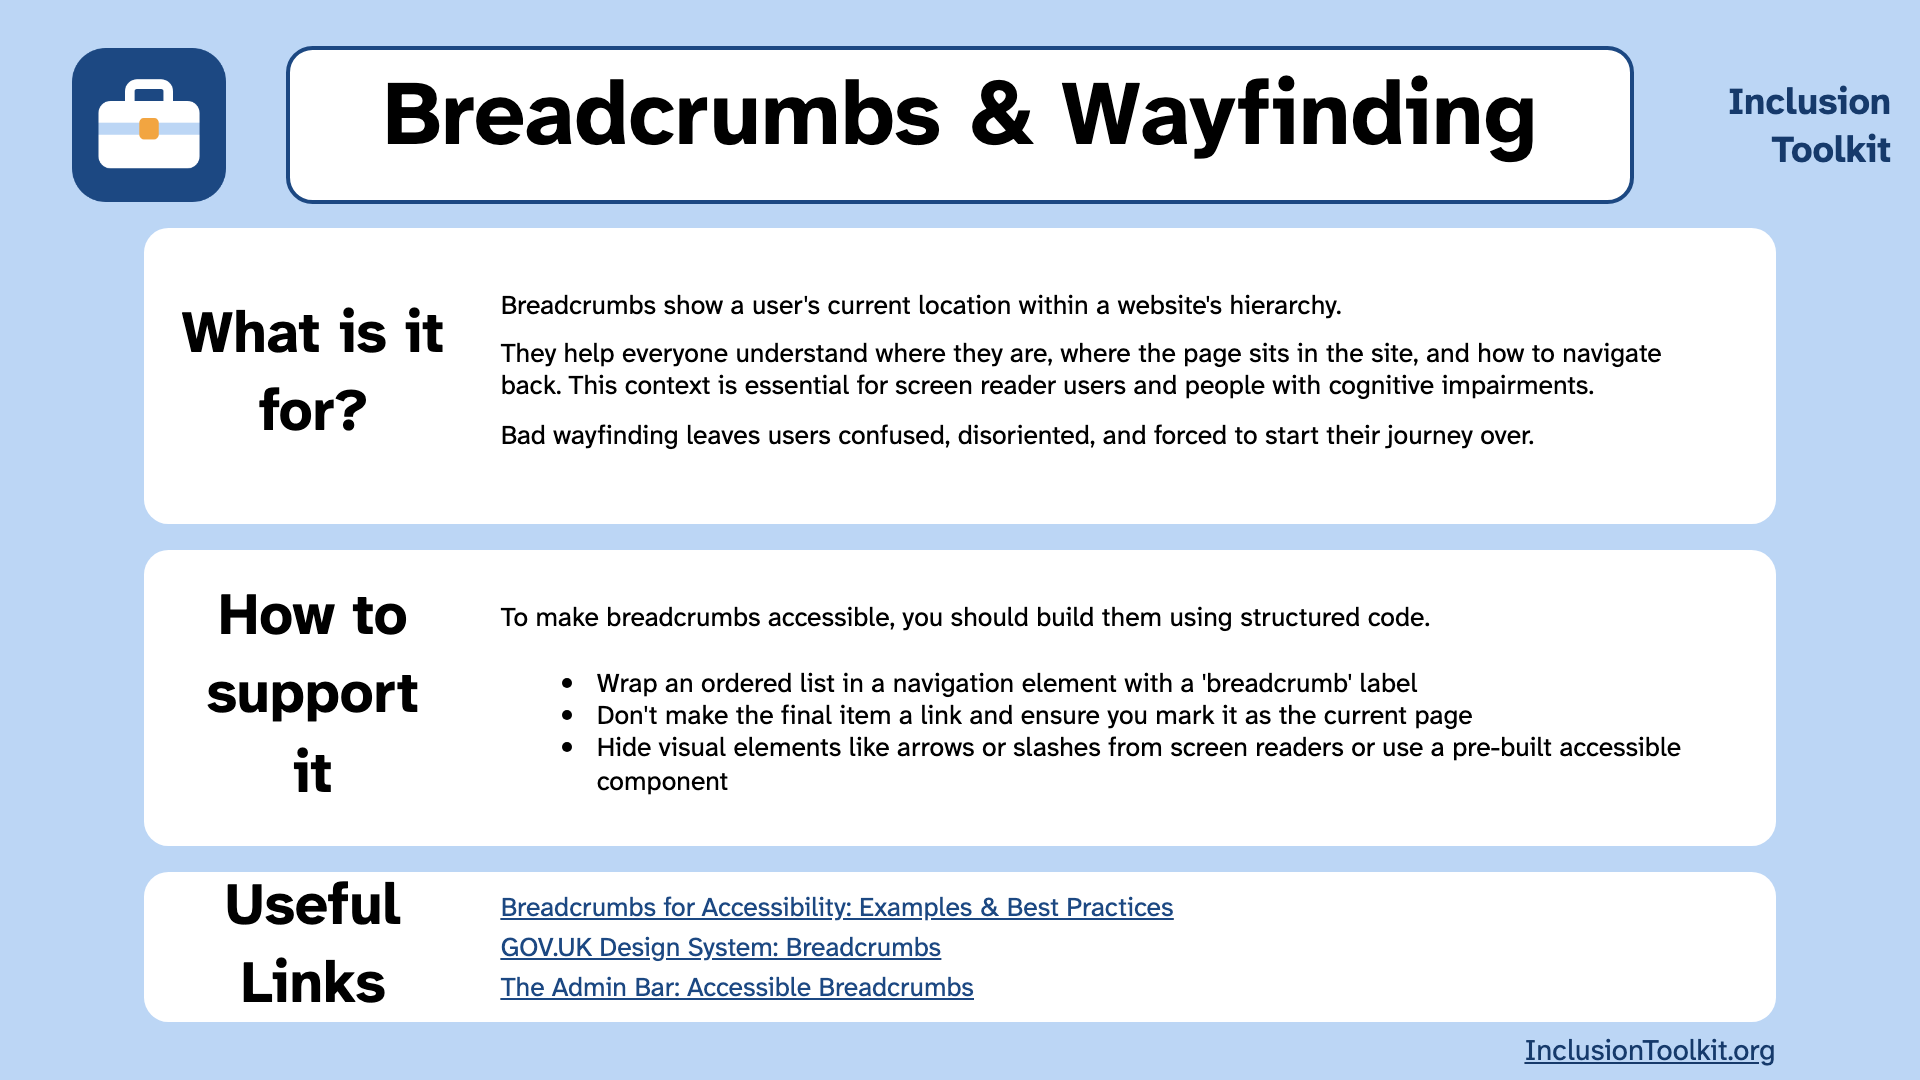 Breadcrumbs & Wayfinding
Inclusion
Toolkit
What is it
for?
Breadcrumbs show a user's current location within a website's hierarchy.
They help everyone understand where they are, where the page sits in the site, and how to navigate
back. This context is essential for screen reader users and people with cognitive impairments.
Bad wayfinding leaves users confused, disoriented, and forced to start their journey over.
How to
support
it
To make breadcrumbs accessible, you should build them using structured code.
• Wrap an ordered list in a navigation element with a 'breadcrumb' label
• Don't make the final item a link and ensure you mark it as the current page
• Hide visual elements like arrows or slashes from screen readers or use a pre-built accessible
component
Useful
Links
Breadcrumbs for Accessibility: Examples & Best Practices
GOV.UK Design System: Breadcrumbs
The Admin Bar: Accessible Breadcrumbs
InclusionToolkit.org